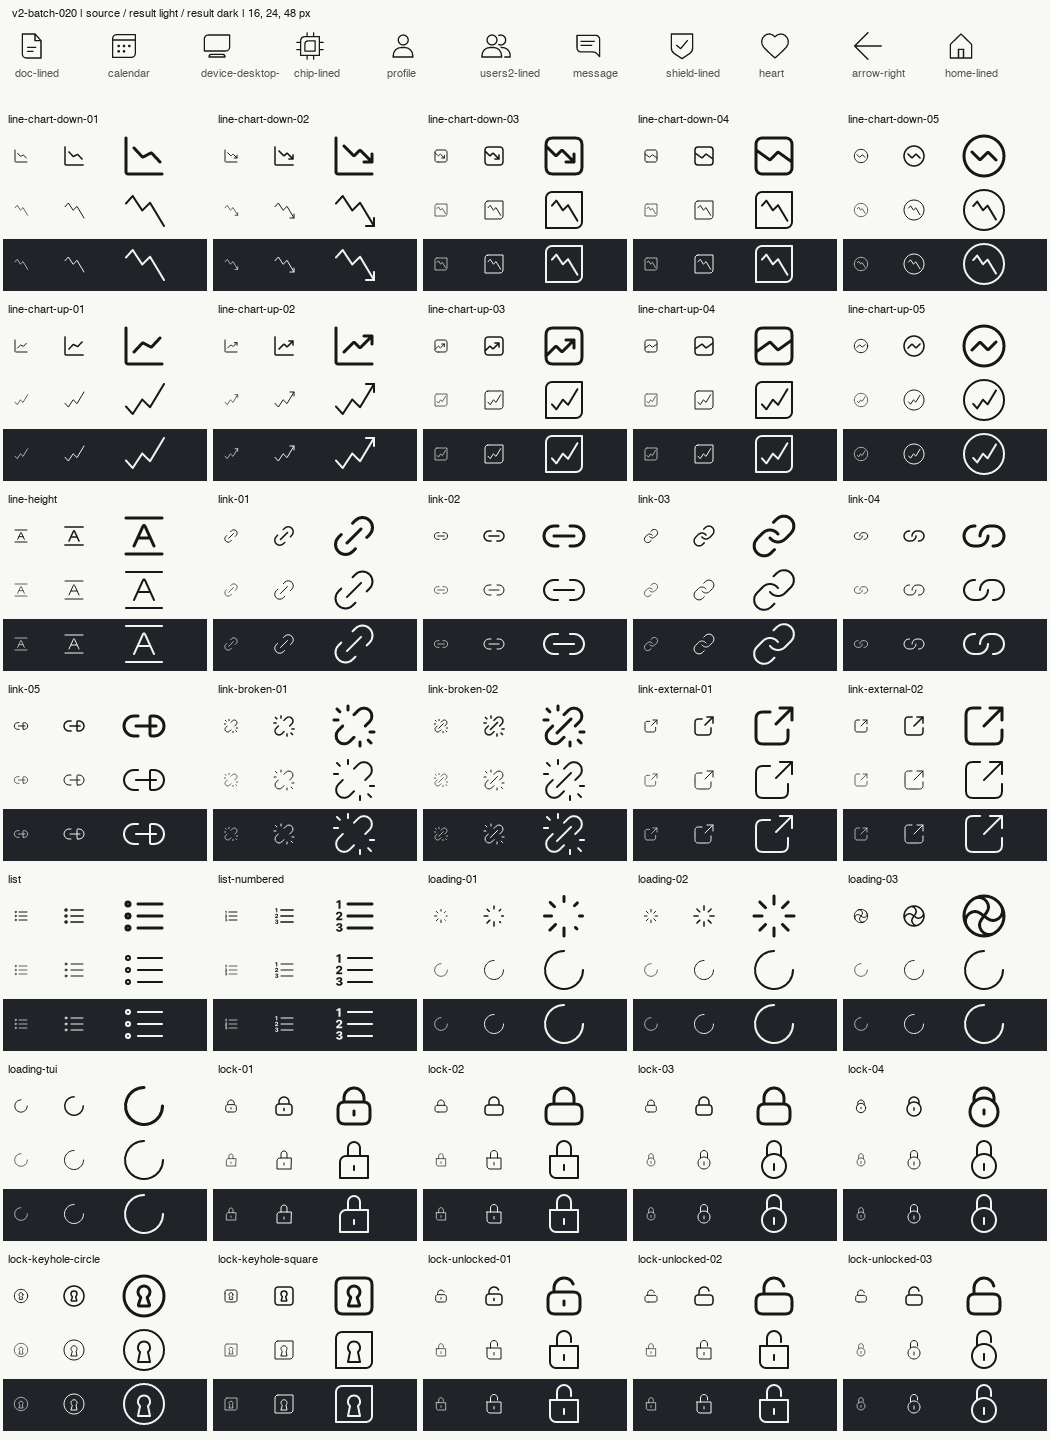 v2-batch-020 | source / result light / result dark | 16, 24, 48 px
doc-lined calendar device-desktop- chip-lined profile users2-lined message shield-lined heart arrow-right home-lined
line-chart-down-01 line-chart-down-02 line-chart-down-03 line-chart-down-04 line-chart-down-05
line-chart-up-01 line-chart-up-02 line-chart-up-03 line-chart-up-04 line-chart-up-05
line-height link-01 link-02 link-03 link-04
link-05 link-broken-01 link-broken-02 link-external-01 link-external-02
list list-numbered loading-01 loading-02 loading-03
loading-tui lock-01 lock-02 lock-03 lock-04
lock-keyhole-circle lock-keyhole-square lock-unlocked-01 lock-unlocked-02 lock-unlocked-03